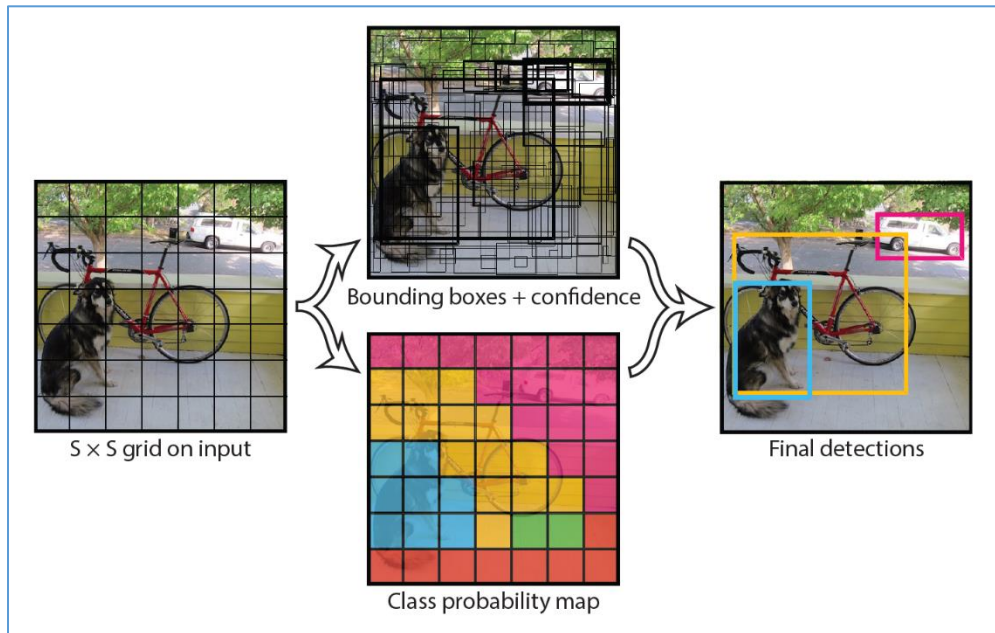 S × S grid on input
Bounding boxes + confidence
Class probability map
Final detections